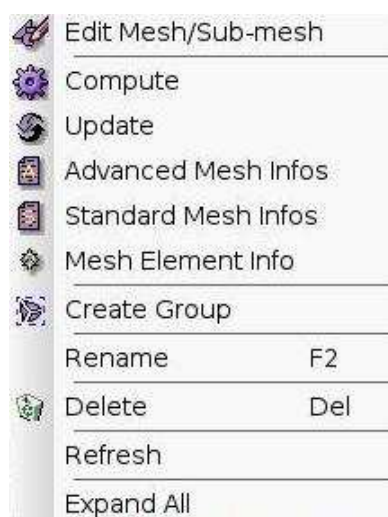 Edit Mesh/Sub-mesh
Compute
Update
Advanced Mesh Infos
Standard Mesh Infos
Mesh Element Info
Create Group
Rename F2
Delete Del
Refresh
Expand All